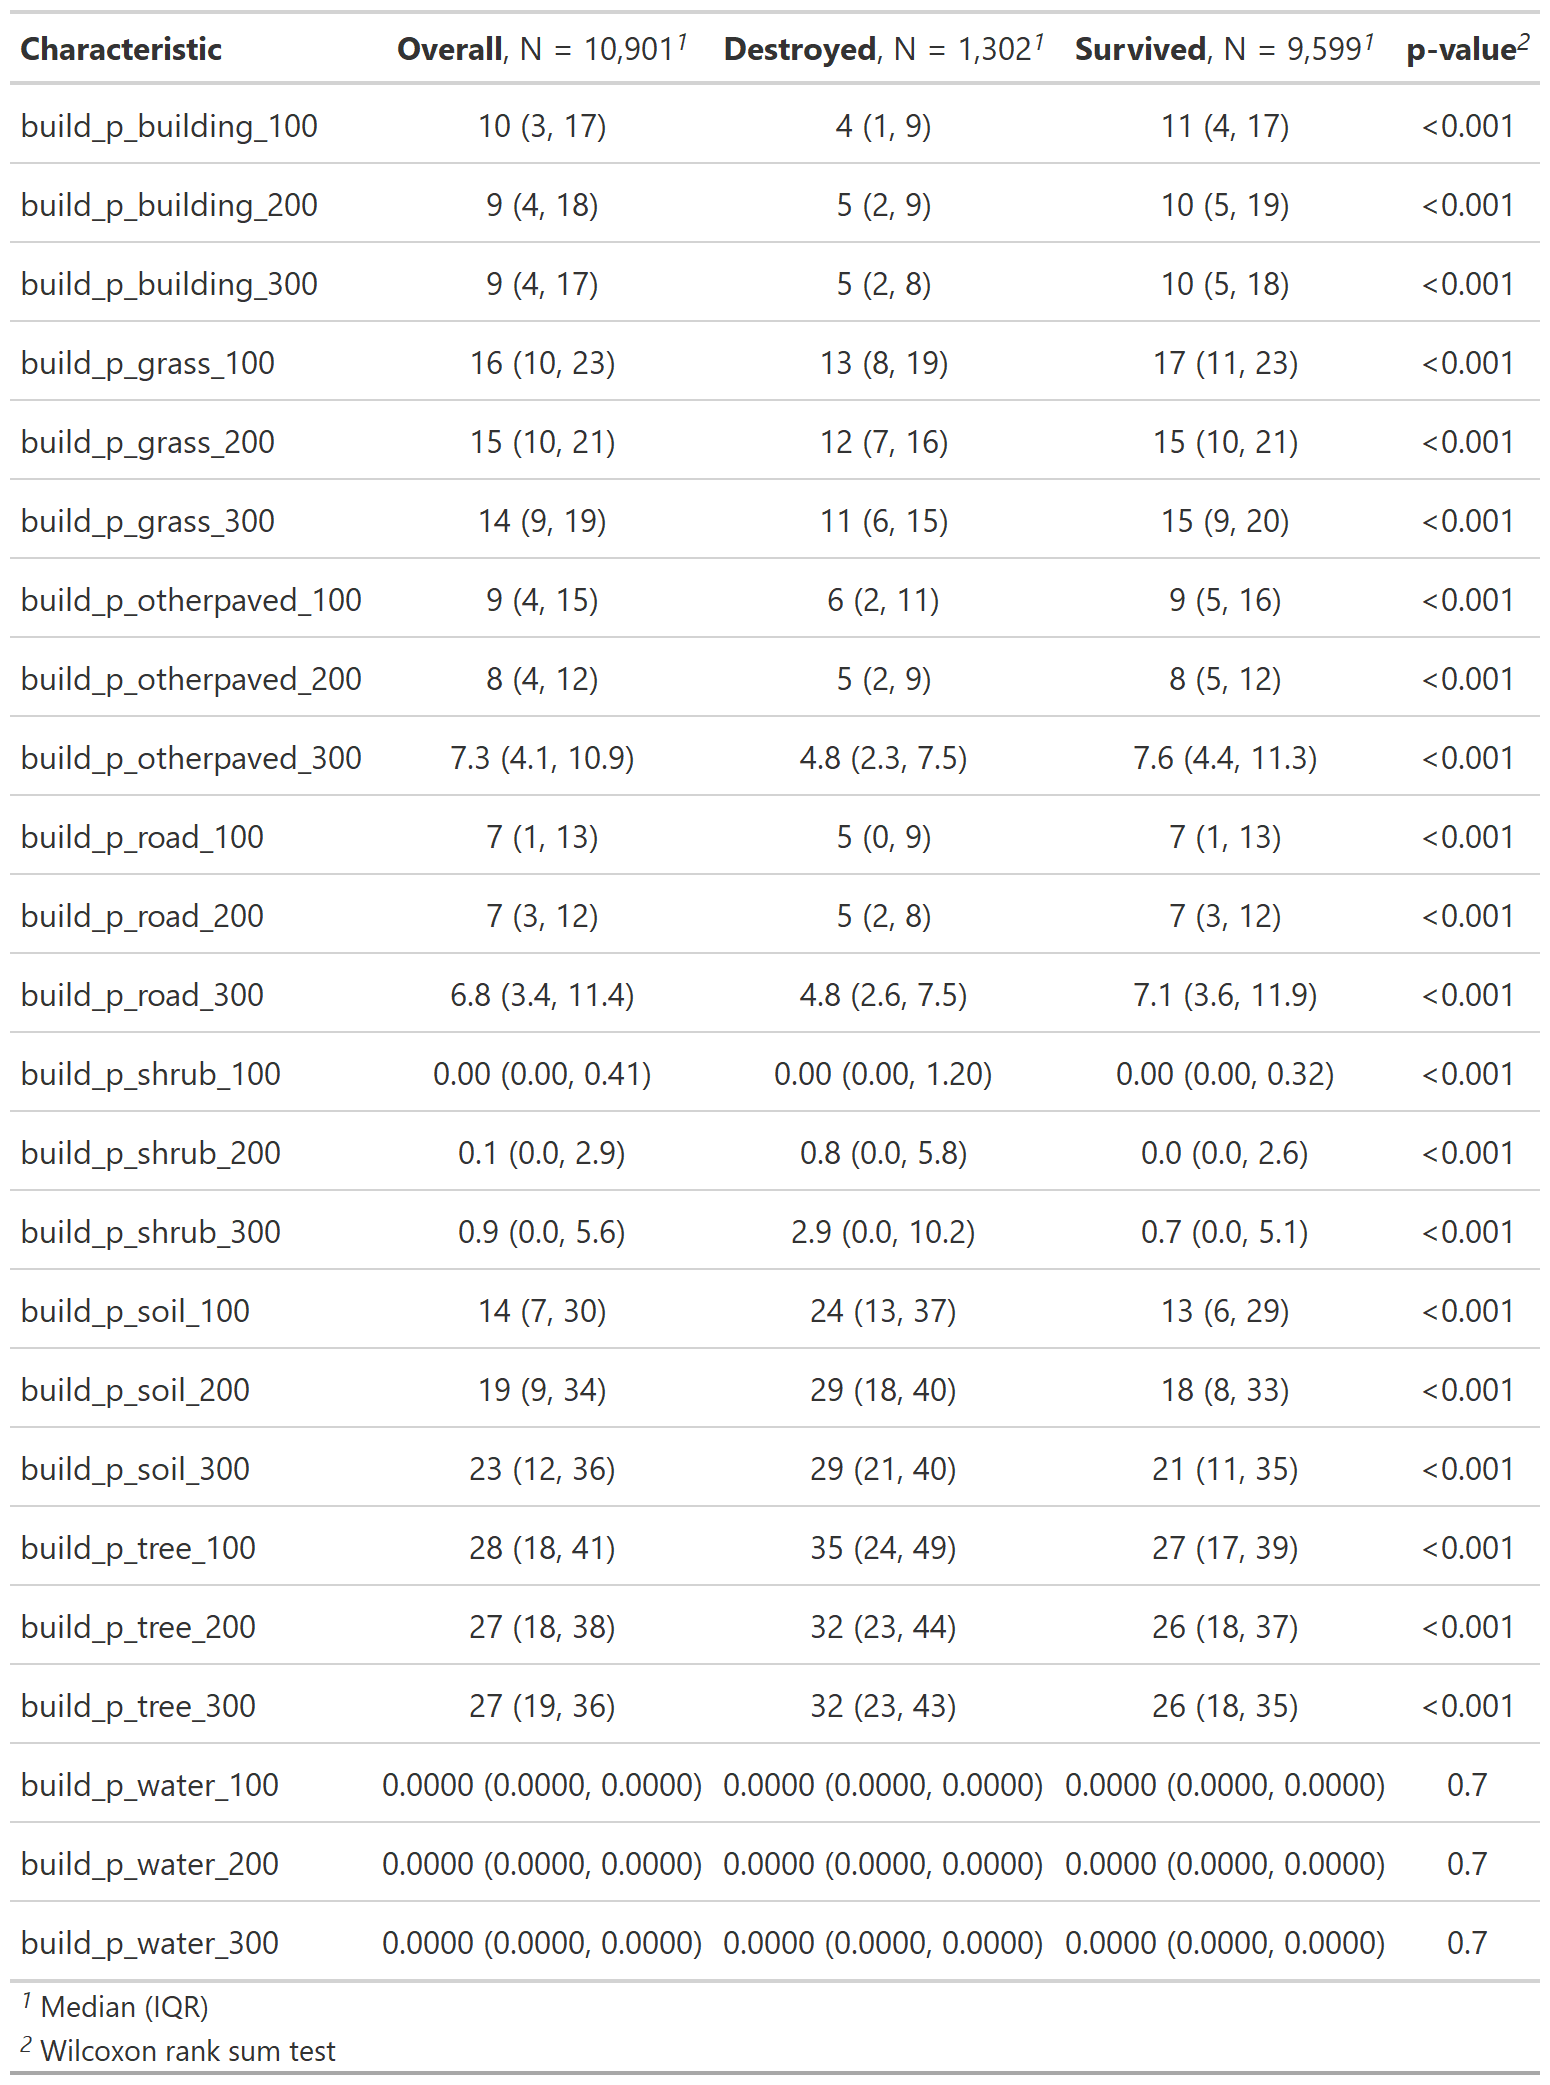 Characteristic Overall, N = 10,901¹ Destroyed, N = 1,302¹ Survived, N = 9,599¹ p-value²
build_p_building_100 10 (3, 17) 4 (1, 9) 11 (4, 17) <0.001
build_p_building_200 9 (4, 18) 5 (2, 9) 10 (5, 19) <0.001
build_p_building_300 9 (4, 17) 5 (2, 8) 10 (5, 18) <0.001
build_p_grass_100 16 (10, 23) 13 (8, 19) 17 (11, 23) <0.001
build_p_grass_200 15 (10, 21) 12 (7, 16) 15 (10, 21) <0.001
build_p_grass_300 14 (9, 19) 11 (6, 15) 15 (9, 20) <0.001
build_p_otherpaved_100 9 (4, 15) 6 (2, 11) 9 (5, 16) <0.001
build_p_otherpaved_200 8 (4, 12) 5 (2, 9) 8 (5, 12) <0.001
build_p_otherpaved_300 7.3 (4.1, 10.9) 4.8 (2.3, 7.5) 7.6 (4.4, 11.3) <0.001
build_p_road_100 7 (1, 13) 5 (0, 9) 7 (1, 13) <0.001
build_p_road_200 7 (3, 12) 5 (2, 8) 7 (3, 12) <0.001
build_p_road_300 6.8 (3.4, 11.4) 4.8 (2.6, 7.5) 7.1 (3.6, 11.9) <0.001
build_p_shrub_100 0.00 (0.00, 0.41) 0.00 (0.00, 1.20) 0.00 (0.00, 0.32) <0.001
build_p_shrub_200 0.1 (0.0, 2.9) 0.8 (0.0, 5.8) 0.0 (0.0, 2.6) <0.001
build_p_shrub_300 0.9 (0.0, 5.6) 2.9 (0.0, 10.2) 0.7 (0.0, 5.1) <0.001
build_p_soil_100 14 (7, 30) 24 (13, 37) 13 (6, 29) <0.001
build_p_soil_200 19 (9, 34) 29 (18, 40) 18 (8, 33) <0.001
build_p_soil_300 23 (12, 36) 29 (21, 40) 21 (11, 35) <0.001
build_p_tree_100 28 (18, 41) 35 (24, 49) 27 (17, 39) <0.001
build_p_tree_200 27 (18, 38) 32 (23, 44) 26 (18, 37) <0.001
build_p_tree_300 27 (19, 36) 32 (23, 43) 26 (18, 35) <0.001
build_p_water_100 0.0000 (0.0000, 0.0000) 0.0000 (0.0000, 0.0000) 0.0000 (0.0000, 0.0000) 0.7
build_p_water_200 0.0000 (0.0000, 0.0000) 0.0000 (0.0000, 0.0000) 0.0000 (0.0000, 0.0000) 0.7
build_p_water_300 0.0000 (0.0000, 0.0000) 0.0000 (0.0000, 0.0000) 0.0000 (0.0000, 0.0000) 0.7
¹ Median (IQR)
² Wilcoxon rank sum test